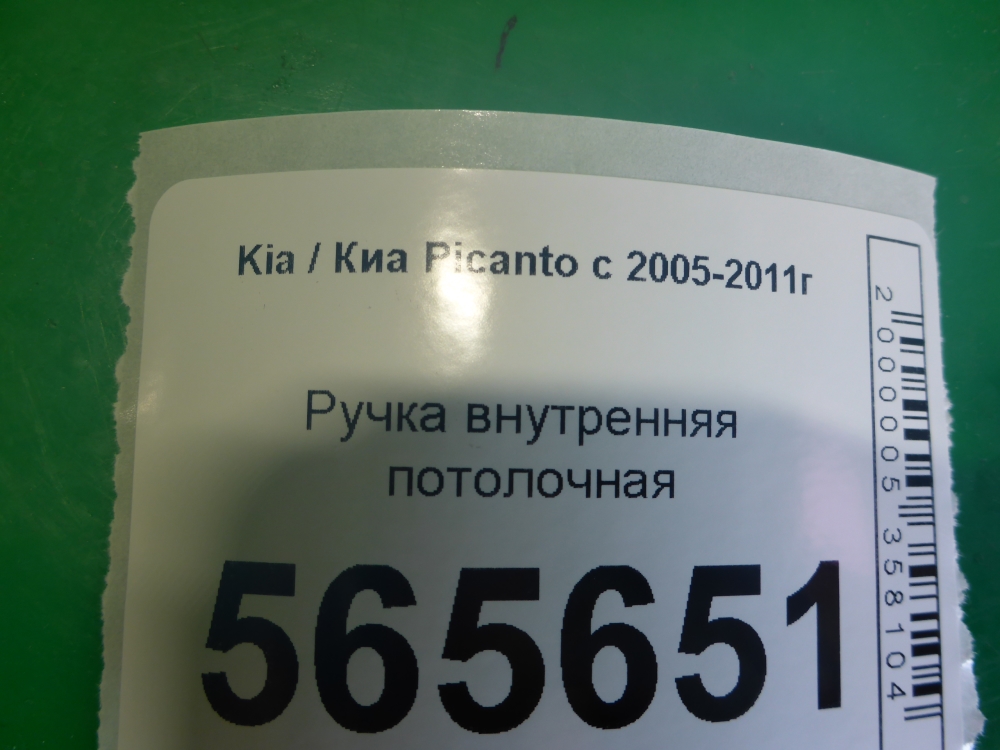 Kia / Киа Picanto с 2005-2011г
Ручка внутренняя
потолочная
565651
2000005358104